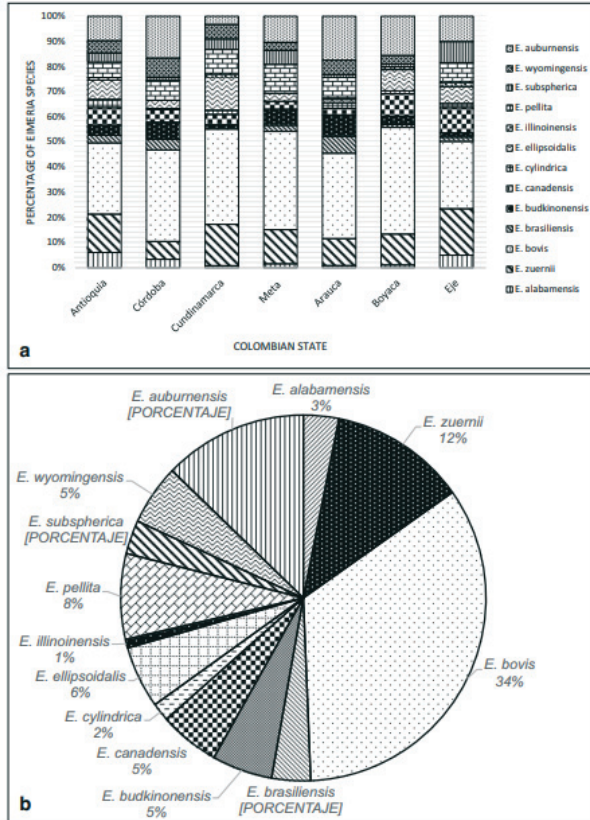 100%
90%
80%
70%
60%
50%
40%
30%
20%
10%
0%
PERCENTAGE OF EIMERIA SPECIES
Antioquia
Córdoba
Cundinamarca
Meta
Arauca
Boyaca
Eje
COLOMBIAN STATE
E. auburnensis
E. wyomingensis
E. subspherica
E. pellita
E. illinoinensis
E. ellipsoidalis
E. cylindrica
E. canadensis
E. budkinonensis
E. brasiliensis
E. bovis
E. zuernii
E. alabamensis
a
E. alabamensis
3%
E. zuernii
12%
E. bovis
34%
E. brasiliensis
[PORCENTAJE]
E. budkinonensis
5%
E. canadensis
5%
E. cylindrica
2%
E. ellipsoidalis
6%
E. illinoinensis
1%
E. pellita
8%
E. subspherica
[PORCENTAJE]
E. wyomingensis
5%
E. auburnensis
[PORCENTAJE]
b